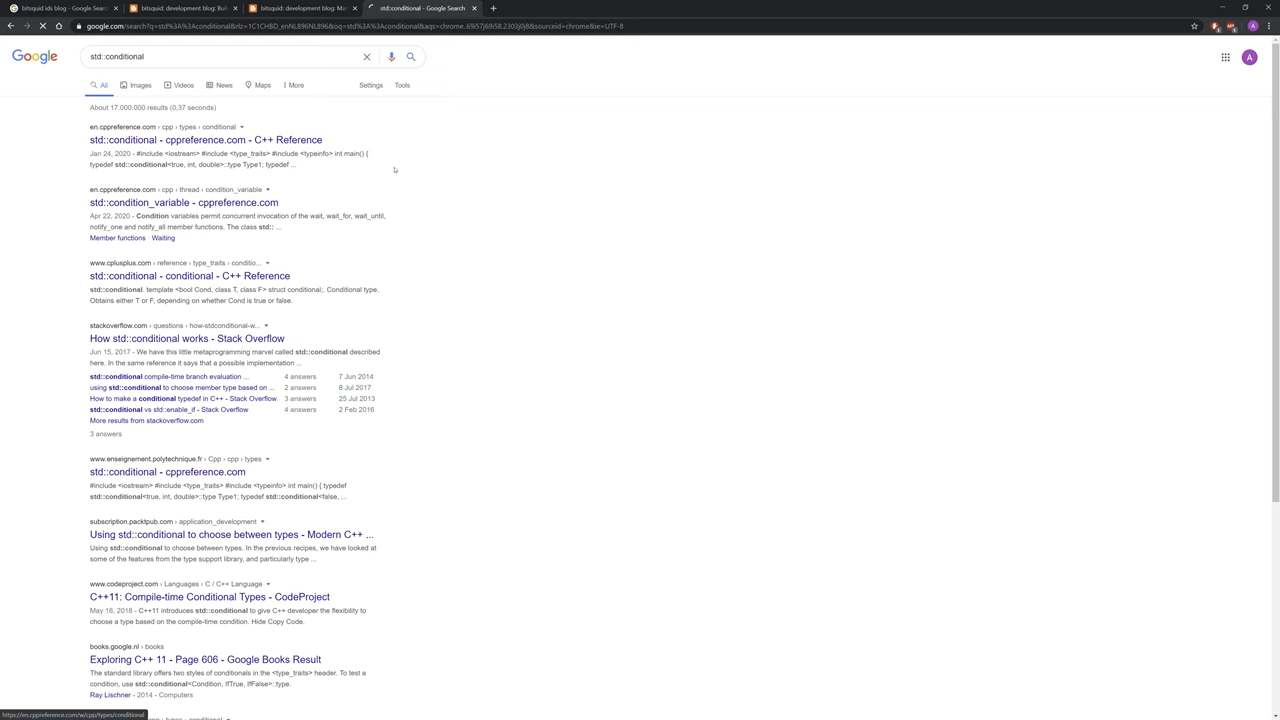 bitsquid ids blog - Google Searc
bitsquid: development blog: Bui
bitsquid: development blog: Ma
std::conditional - Google Search
google.com/search?q=std%3A%3Aconditional&rlz=1C1CHBD_enNL896NL896&oq=std%3A%3Aconditional&aqs=chrome.69i57j69i58.2303j0j8&sourceid=chrome&ie=UTF-8
Google
std::conditional
A
All
Images
Videos
News
Maps
More
Settings
Tools
About 17.000.000 results (0,37 seconds)
en.cppreference.com › cpp › types › conditional
std::conditional - cppreference.com - C++ Reference
Jan 24, 2020 - #include <iostream> #include <type_traits> #include <typeinfo> int main() {
typedef std::conditional<true, int, double>::type Type1; typedef ...
en.cppreference.com › cpp › thread › condition_variable
std::condition_variable - cppreference.com
Apr 22, 2020 - Condition variables permit concurrent invocation of the wait, wait_for, wait_until,
notify_one and notify_all member functions. The class std:: ...
Member functions · Waiting
www.cplusplus.com › reference › type_traits › conditio...
std::conditional - conditional - C++ Reference
std::conditional. template <bool Cond, class T, class F> struct conditional;. Conditional type.
Obtains either T or F, depending on whether Cond is true or false.
stackoverflow.com › questions › how-stdconditional-w...
How std::conditional works - Stack Overflow
Jun 15, 2017 - We have this little metaprogramming marvel called std::conditional described
here. In the same reference it says that a possible implementation ...
std::conditional compile-time branch evaluation ... 4 answers 7 Jun 2014
using std::conditional to choose member type based on ... 2 answers 8 Jul 2017
How to make a conditional typedef in C++ - Stack Overflow 3 answers 25 Jul 2013
std::conditional vs std::enable_if - Stack Overflow 4 answers 2 Feb 2016
More results from stackoverflow.com
3 answers
www.enseignement.polytechnique.fr › Cpp › cpp › types
std::conditional - cppreference.com
#include <iostream> #include <type_traits> #include <typeinfo> int main() { typedef
std::conditional<true, int, double>::type Type1; typedef std::conditional<false, ...
subscription.packtpub.com › application_development
Using std::conditional to choose between types - Modern C++ ...
Using std::conditional to choose between types. In the previous recipes, we have looked at
some of the features from the type support library, and particularly type ...
www.codeproject.com › Languages › C / C++ Language
C++11: Compile-time Conditional Types - CodeProject
May 16, 2018 - C++11 introduces std::conditional to give C++ developer the flexibility to
choose a type based on the compile-time condition. Hide Copy Code.
books.google.nl › books
Exploring C++ 11 - Page 606 - Google Books Result
The standard library offers two styles of conditionals in the <type_traits> header. To test a
condition, use std::conditional<Condition, IfTrue, IfFalse>::type.
Ray Lischner - 2014 - Computers
https://en.cppreference.com/w/cpp/types/conditional